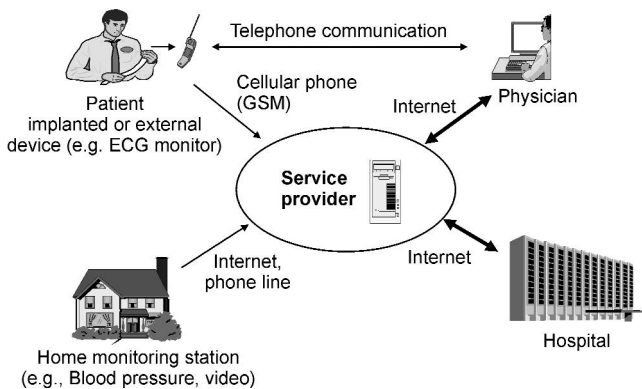 Telephone communication
Cellular phone
(GSM)
Patient
implanted or external
device (e.g. ECG monitor)
Internet
Physician
Service
provider
Internet
Internet,
phone line
Hospital
Home monitoring station
(e.g., Blood pressure, video)